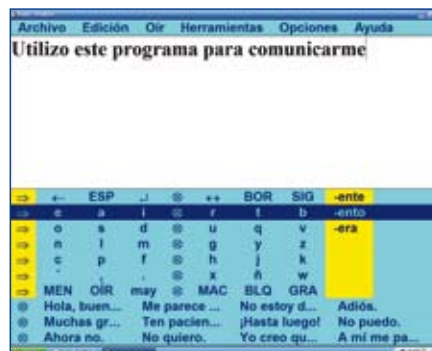 Archivo Edición Oír Herramientas Opciones Ayuda
Utilizo este programa para comunicarme
⇒ ← ESP ↵ ⊗ ↔ BOR SIG -ente
⇒ e a i ⊗ r t b -ento
⇒ o s d ⊗ u q v -era
⇒ n l m ⊗ g y z
⇒ c p f ⊗ h j k
⇒ ´ , . ⊗ x ñ w
MEN OÍR may ⊗ MAC BLQ GRA
⊗ Hola, buen... Me parece ... No estoy d... Adiós.
⊗ Muchas gr... Ten pacien... ¡Hasta luego! No puedo.
⊗ Ahora no. No quiero. Yo creo qu... A mí me pa...